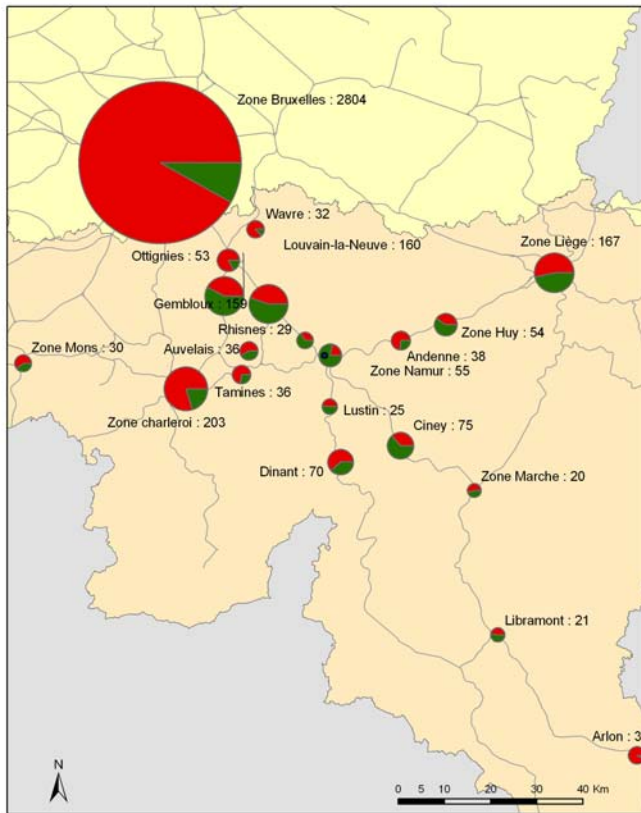 Zone Bruxelles : 2804
Wavre : 32
Louvain-la-Neuve : 160
Zone Liège : 167
Ottignies : 53
Gembloux : 159
Rhisnes : 29
Zone Huy : 54
Zone Mons : 30
Auvelais : 36
Andenne : 38
Zone Namur : 55
Tamines : 36
Lustin : 25
Zone charleroi : 203
Ciney : 75
Dinant : 70
Zone Marche : 20
Libramont : 21
Arlon : 3
N
0 10 20 30 40 Km